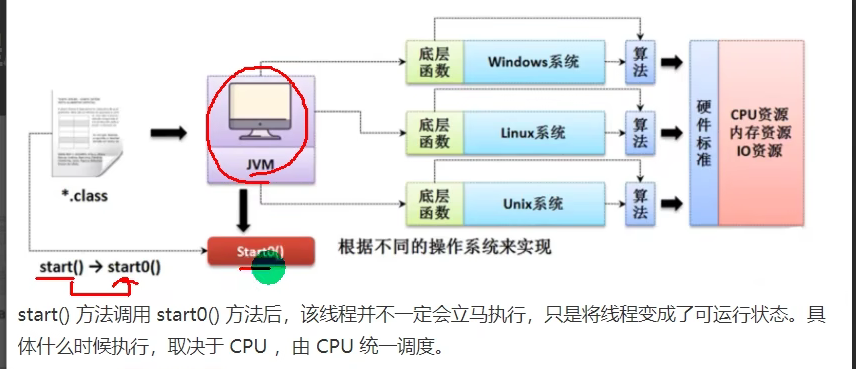 底层函数
Windows系统
算法
底层函数
Linux系统
算法
底层函数
Unix系统
算法
硬件标准
CPU资源
内存资源
IO资源
*.class
JVM
Start0()
根据不同的操作系统来实现
start() → start0()
start() 方法调用 start0() 方法后，该线程并不一定会立马执行，只是将线程变成了可运行状态。具
体什么时候执行，取决于 CPU ，由 CPU 统一调度。